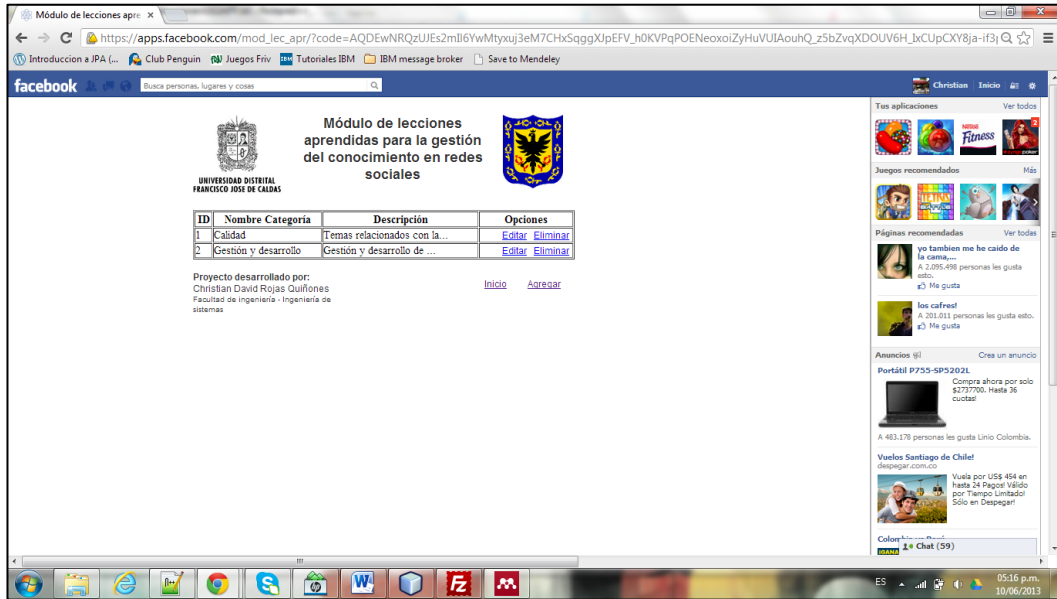 Módulo de lecciones apre
https://apps.facebook.com/mod_lec_apr/?code=
Introduccion a JPA (... Club Penguin Juegos Friv Tutoriales IBM IBM message broker Save to Mendeley
facebook Busca personas, lugares y cosas Christian Inicio
UNIVERSIDAD DISTRITAL
FRANCISCO JOSE DE CALDAS
Módulo de lecciones
aprendidas para la gestión
del conocimiento en redes
sociales
ID Nombre Categoría Descripción Opciones
1 Calidad Temas relacionados con la... Editar Eliminar
2 Gestión y desarrollo Gestión y desarrollo de ... Editar Eliminar
Proyecto desarrollado por:
Christian David Rojas Quiñones
Facultad de ingeniería - Ingeniería de
sistemas
Inicio Agregar
Tus aplicaciones Ver todos
Nestlé
Fitness
poker
2
Juegos recomendados Más
TETRIS
BATTLE
Páginas recomendadas Ver todas
yo tambien me he caido de
la cama,...
A 2.095.498 personas les gusta
esto.
Me gusta
los cafres!
A 201.011 personas les gusta esto.
Me gusta
Anuncios Crea un anuncio
Portátil P755-SP5202L
Compra ahora por solo
$2737700. Hasta 36
cuotas!
A 483.178 personas les gusta Linio Colombia.
Vuelos Santiago de Chile!
despegar.com.co
Vuela por US$ 454 en
hasta 24 Pagos! Válido
por Tiempo Limitado!
Sólo en Despegar!
Chat (59)
ES 05:16 p.m.
10/06/2013